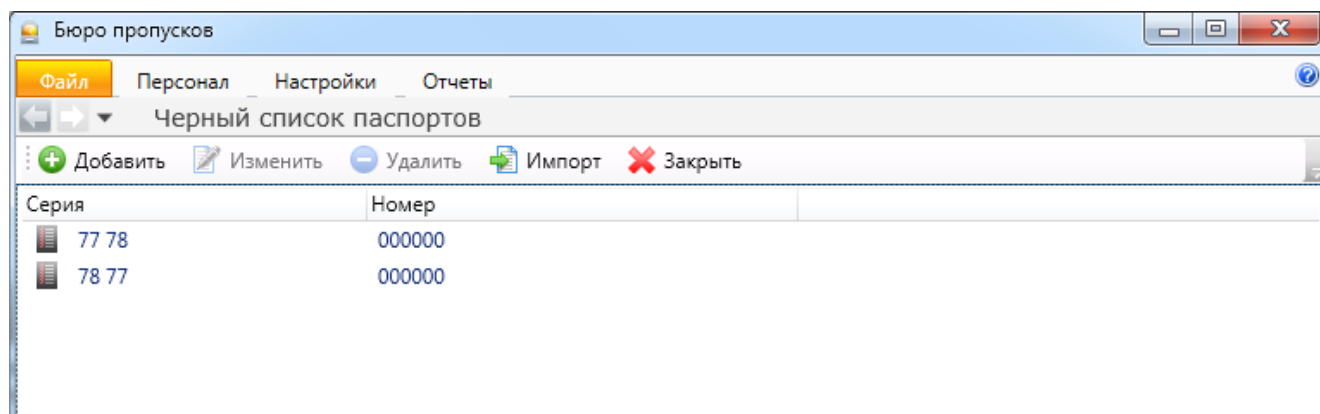 Бюро пропусков
Файл Персонал Настройки Отчеты
Черный список паспортов
Добавить Изменить Удалить Импорт Закрыть
Серия Номер
77 78 000000
78 77 000000